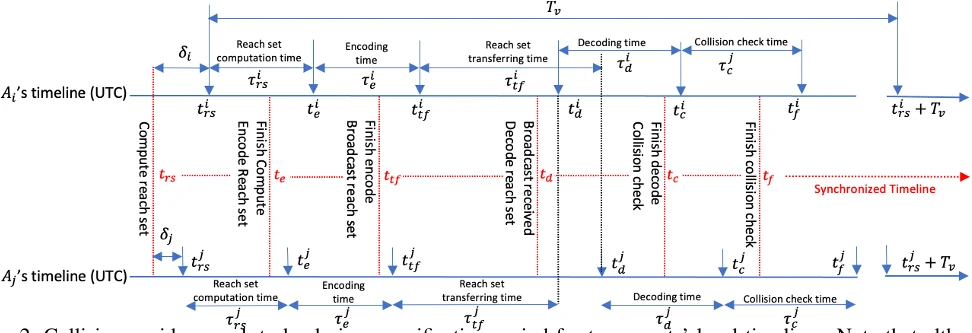 T_v
δ_i
Reach set
computation time
τ^i_rs
Encoding
time
τ^i_e
Reach set
transferring time
τ^i_tf
Decoding time
τ^i_d
Collision check time
τ^j_c
A_i's timeline (UTC)
t^i_rs
t^i_e
t^i_tf
t^i_d
t^i_c
t^i_f
t^i_rs + T_v
Compute reach set
t_rs
Finish Compute
Encode Reach set
t_e
Finish encode
Broadcast reach set
t_tf
Broadcast received
Decode reach set
t_d
Finish decode
Collision check
t_c
Finish collision check
t_f
Synchronized Timeline
δ_j
t^j_rs
t^j_e
t^j_tf
t^j_d
t^j_c
t^j_f
t^j_rs + T_v
A_j's timeline (UTC)
Reach set
computation time
τ^j_rs
Encoding
time
τ^j_e
Reach set
transferring time
τ^j_tf
Decoding time
τ^j_d
Collision check time
τ^j_c